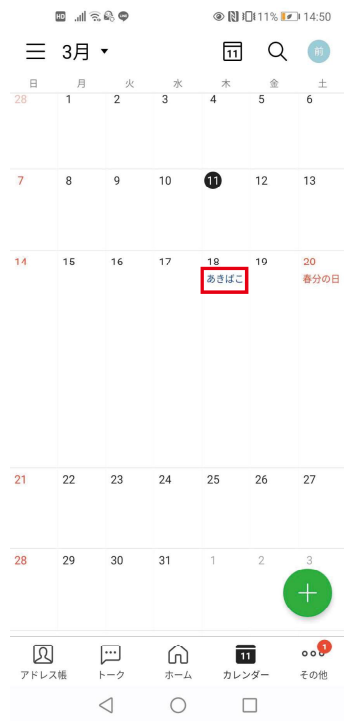 HD 11% 14:50
3月 11 前
日 月 火 水 木 金 土
28 1 2 3 4 5 6
7 8 9 10 11 12 13
14 15 16 17 18 19 20
あきばこ 春分の日
21 22 23 24 25 26 27
28 29 30 31 1 2 3
+
11 1
アドレス帳 トーク ホーム カレンダー その他